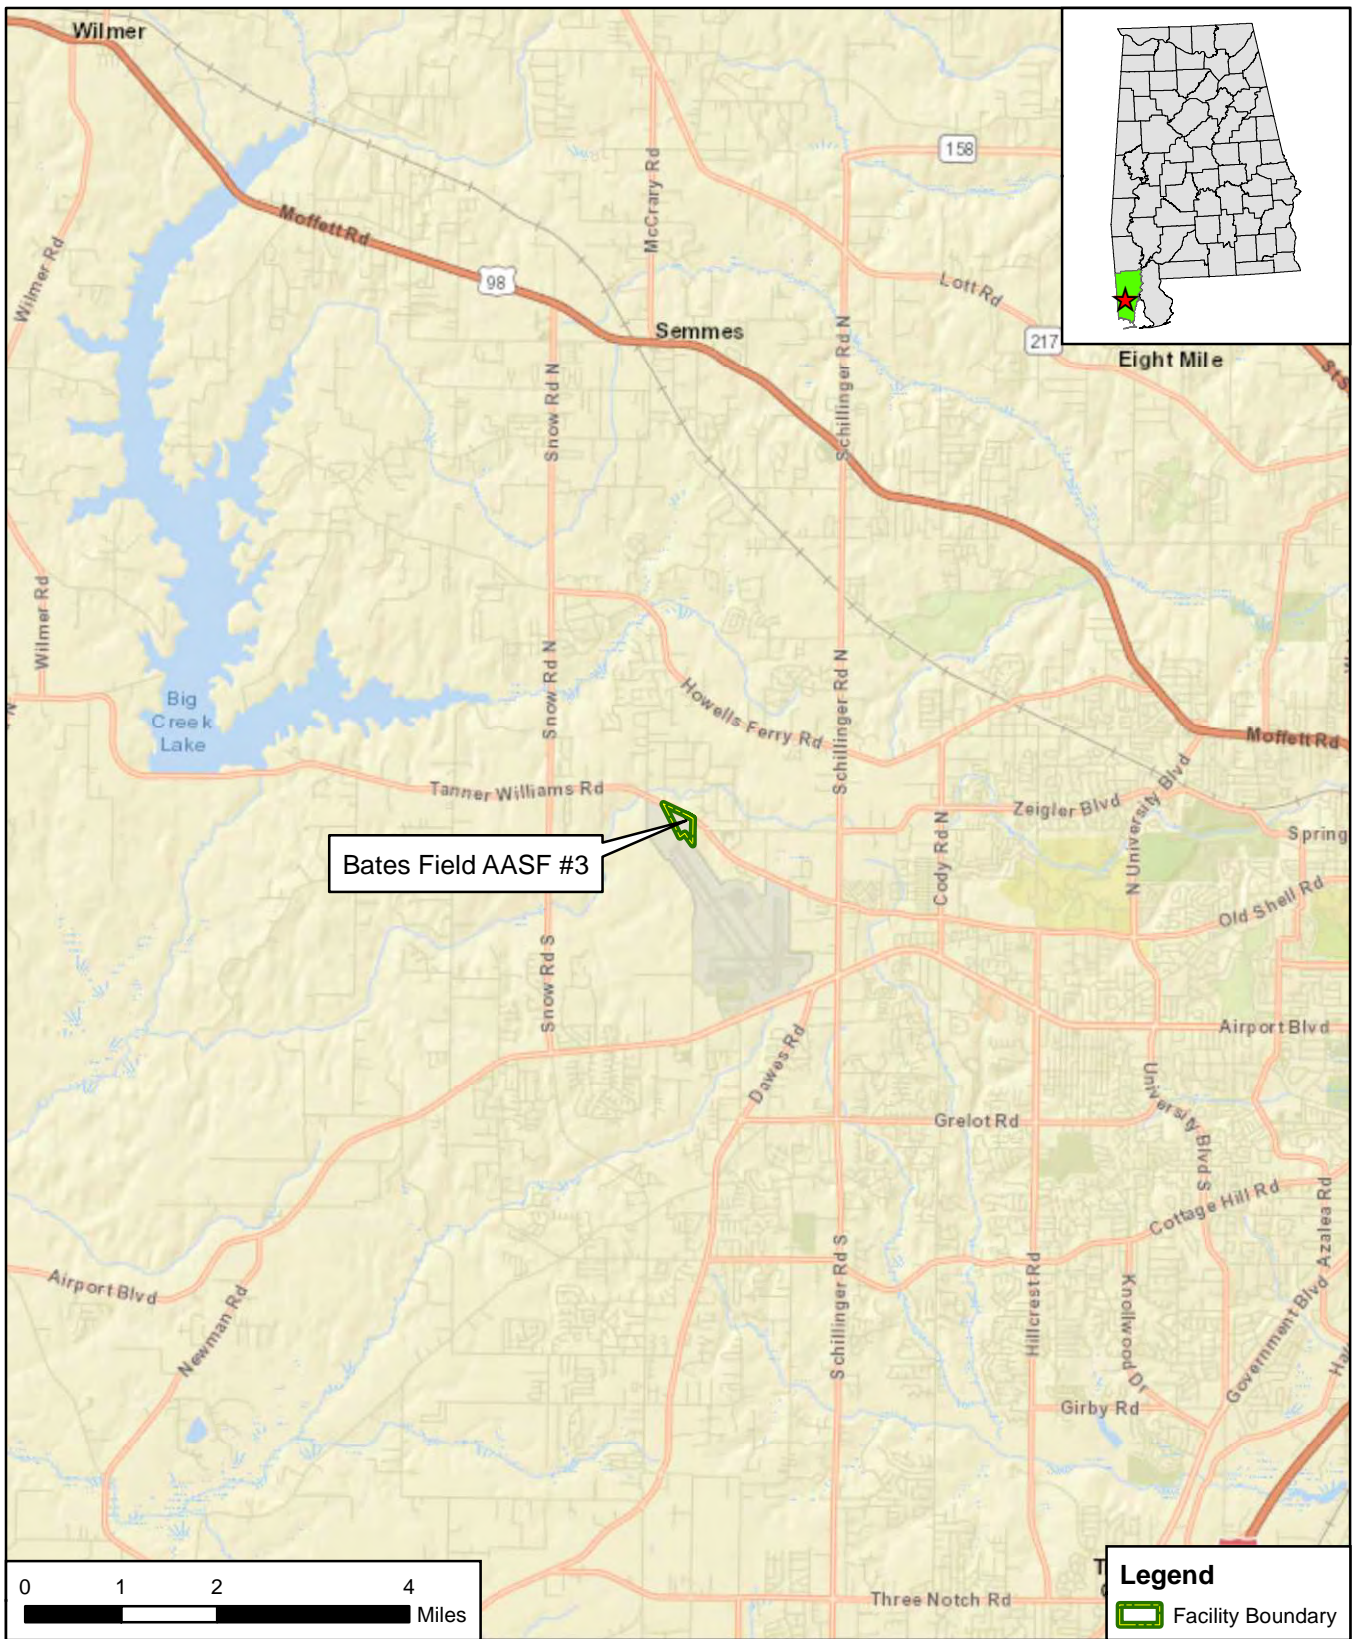 Wilmer
158
McCrary Rd
Moffett Rd
Wilmer Rd
98
Lott Rd
Semmes
Schillinger Rd N
217
Eight Mile
St S
Snow Rd N
Wilmer Rd
Snow Rd N
Schillinger Rd N
Howells Ferry Rd
Big
Creek
Lake
N
Moffett Rd
Tanner Williams Rd
Zeigler Blvd
N University Blvd
Spring
Bates Field AASF #3
Cody Rd N
Old Shell Rd
Snow Rd S
Airport Blvd
Dawes Rd
Grelot Rd
University Blvd S
Cottage Hill Rd
Azalea Rd
Airport Blvd
Newman Rd
Schillinger Rd S
Hillcrest Rd
Knollwood Dr
Government Blvd
Ha
Girby Rd
Three Notch Rd
T
0 1 2 4
Miles
Legend
Facility Boundary